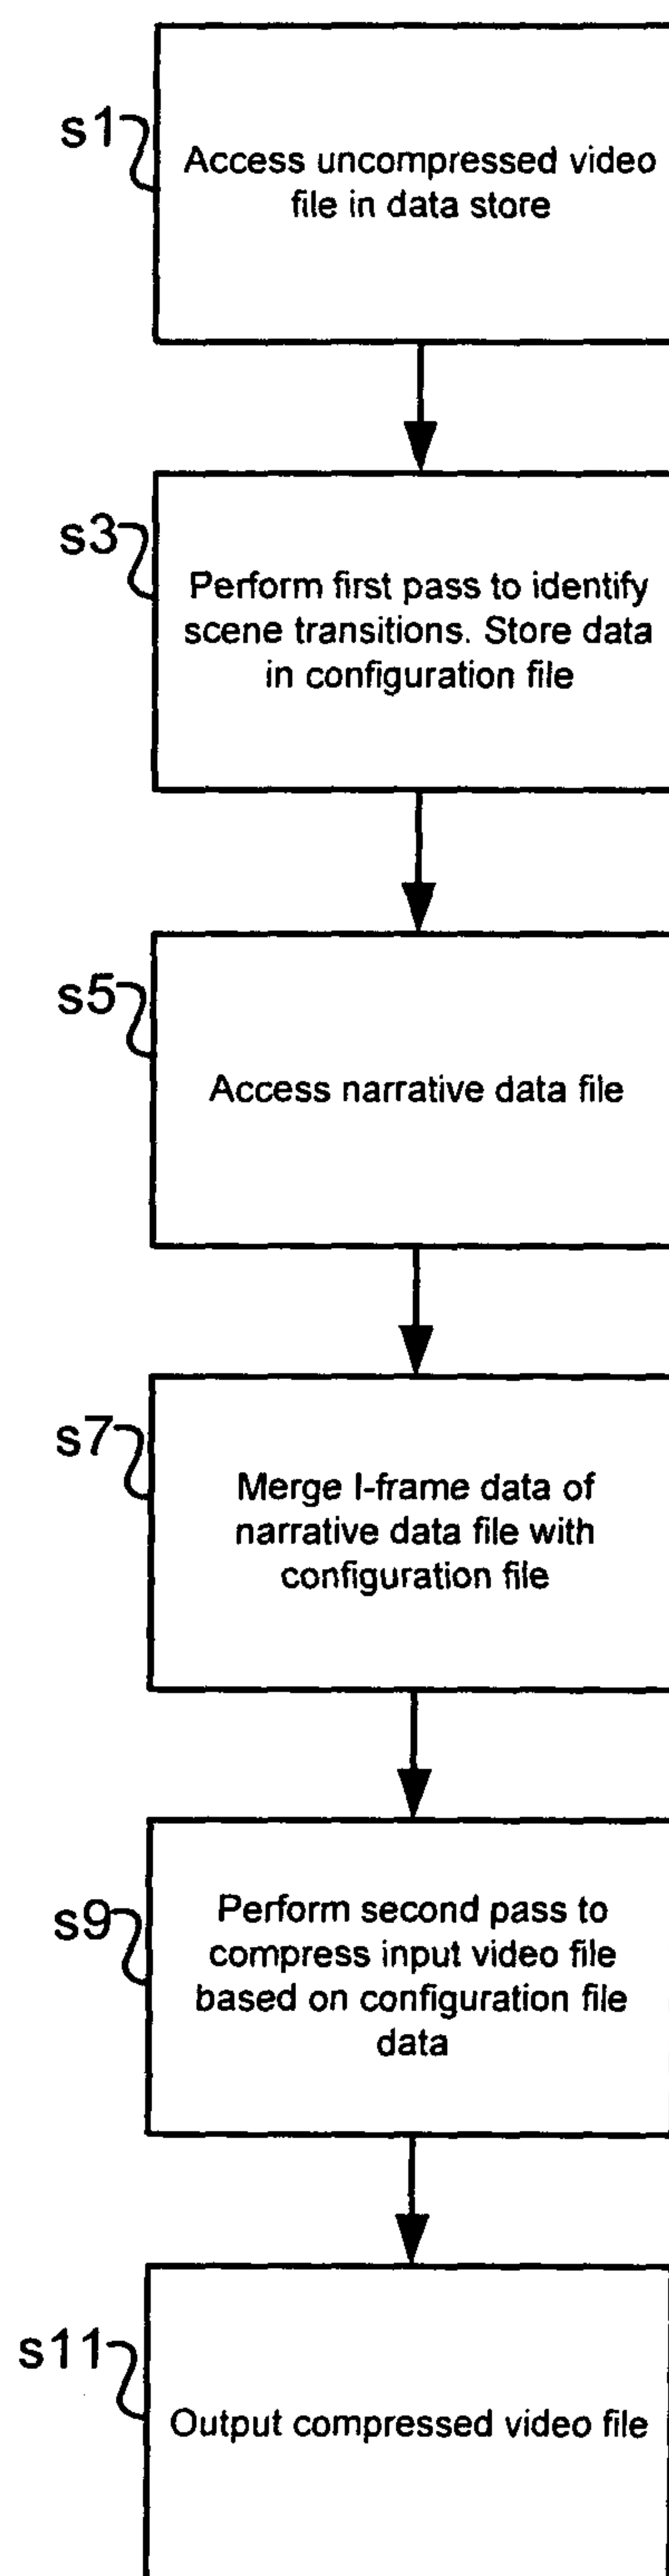 s1
Access uncompressed video
file in data store
s3
Perform first pass to identify
scene transitions. Store data
in configuration file
s5
Access narrative data file
s7
Merge I-frame data of
narrative data file with
configuration file
s9
Perform second pass to
compress input video file
based on configuration file
data
s11
Output compressed video file